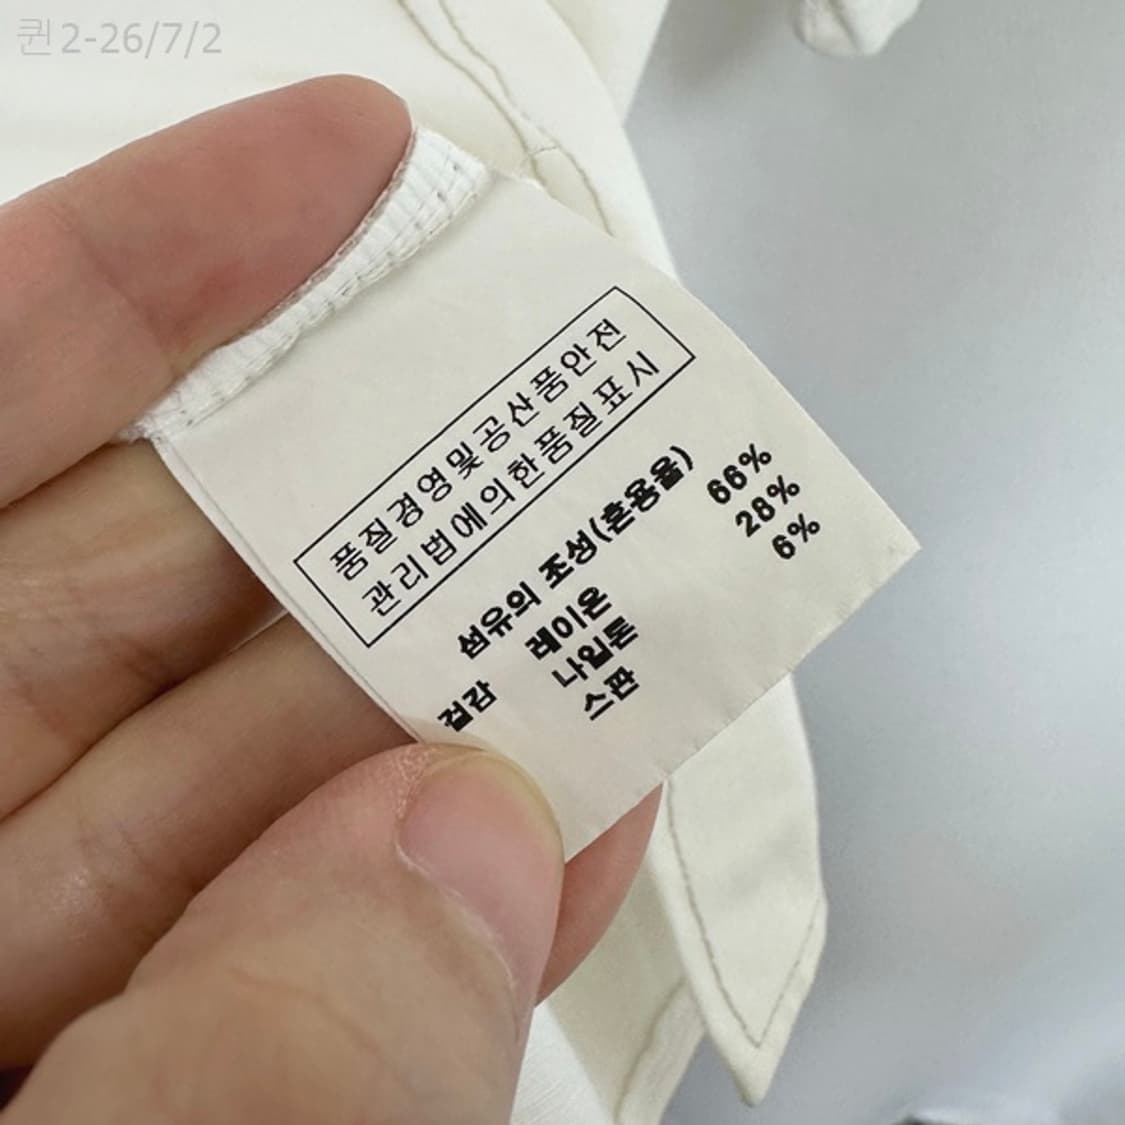 퀸2-26/7/2
품질경영및공산품안전
관리법에의한품질표시
섬유의 조성(혼용율)
겉감 레이온 66%
나일론 28%
스판 6%